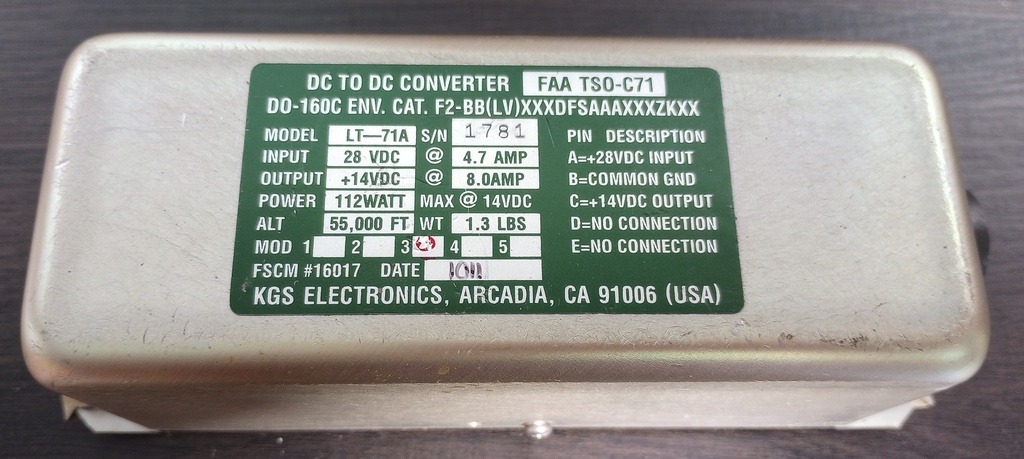 DC TO DC CONVERTER FAA TSO-C71
DO-160C ENV. CAT. F2-BB(LV)XXXDFSAAAXXXZKXX
MODEL LT-71A S/N 1781 PIN DESCRIPTION
INPUT 28 VDC @ 4.7 AMP A=+28VDC INPUT
OUTPUT +14VDC @ 8.0AMP B=COMMON GND
POWER 112WATT MAX @ 14VDC C=+14VDC OUTPUT
ALT 55,000 FT WT 1.3 LBS D=NO CONNECTION
MOD 1 2 3 4 5 E=NO CONNECTION
FSCM #16017 DATE 1011
KGS ELECTRONICS, ARCADIA, CA 91006 (USA)